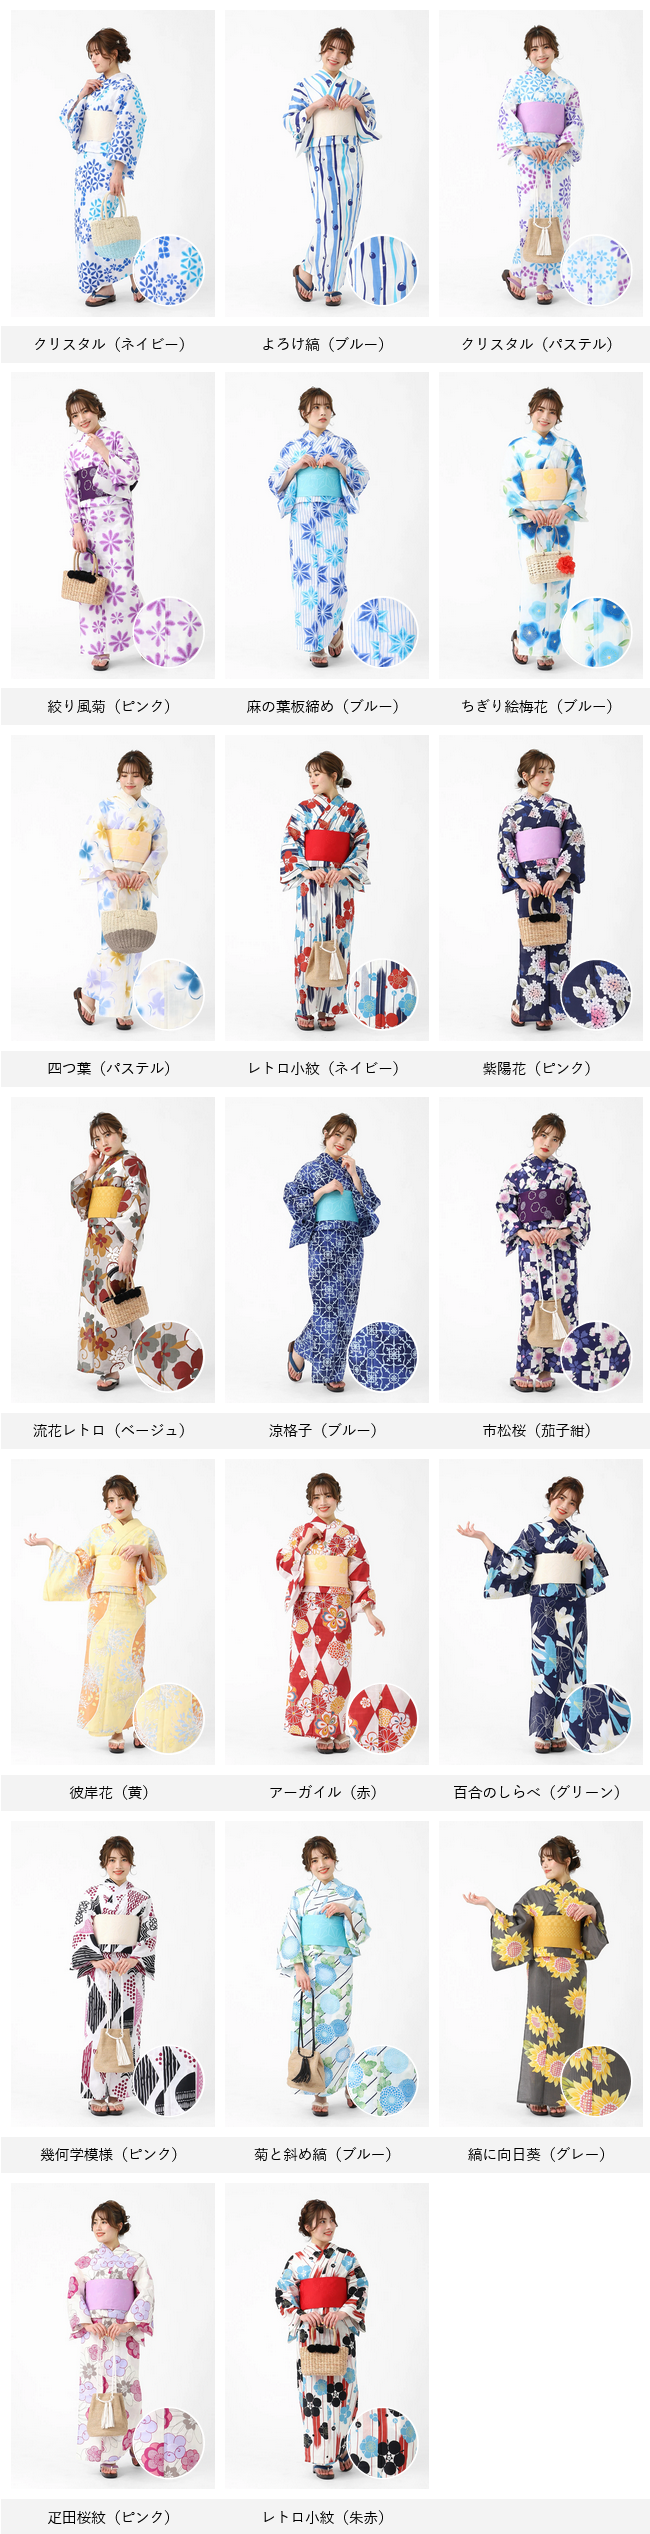 クリスタル（ネイビー）
よろけ縞（ブルー）
クリスタル（パステル）
絞り風菊（ピンク）
麻の葉板締め（ブルー）
ちぎり絵梅花（ブルー）
四つ葉（パステル）
レトロ小紋（ネイビー）
紫陽花（ピンク）
流花レトロ（ベージュ）
涼格子（ブルー）
市松桜（茄子紺）
彼岸花（黄）
アーガイル（赤）
百合のしらべ（グリーン）
幾何学模様（ピンク）
菊と斜め縞（ブルー）
縞に向日葵（グレー）
疋田桜紋（ピンク）
レトロ小紋（朱赤）